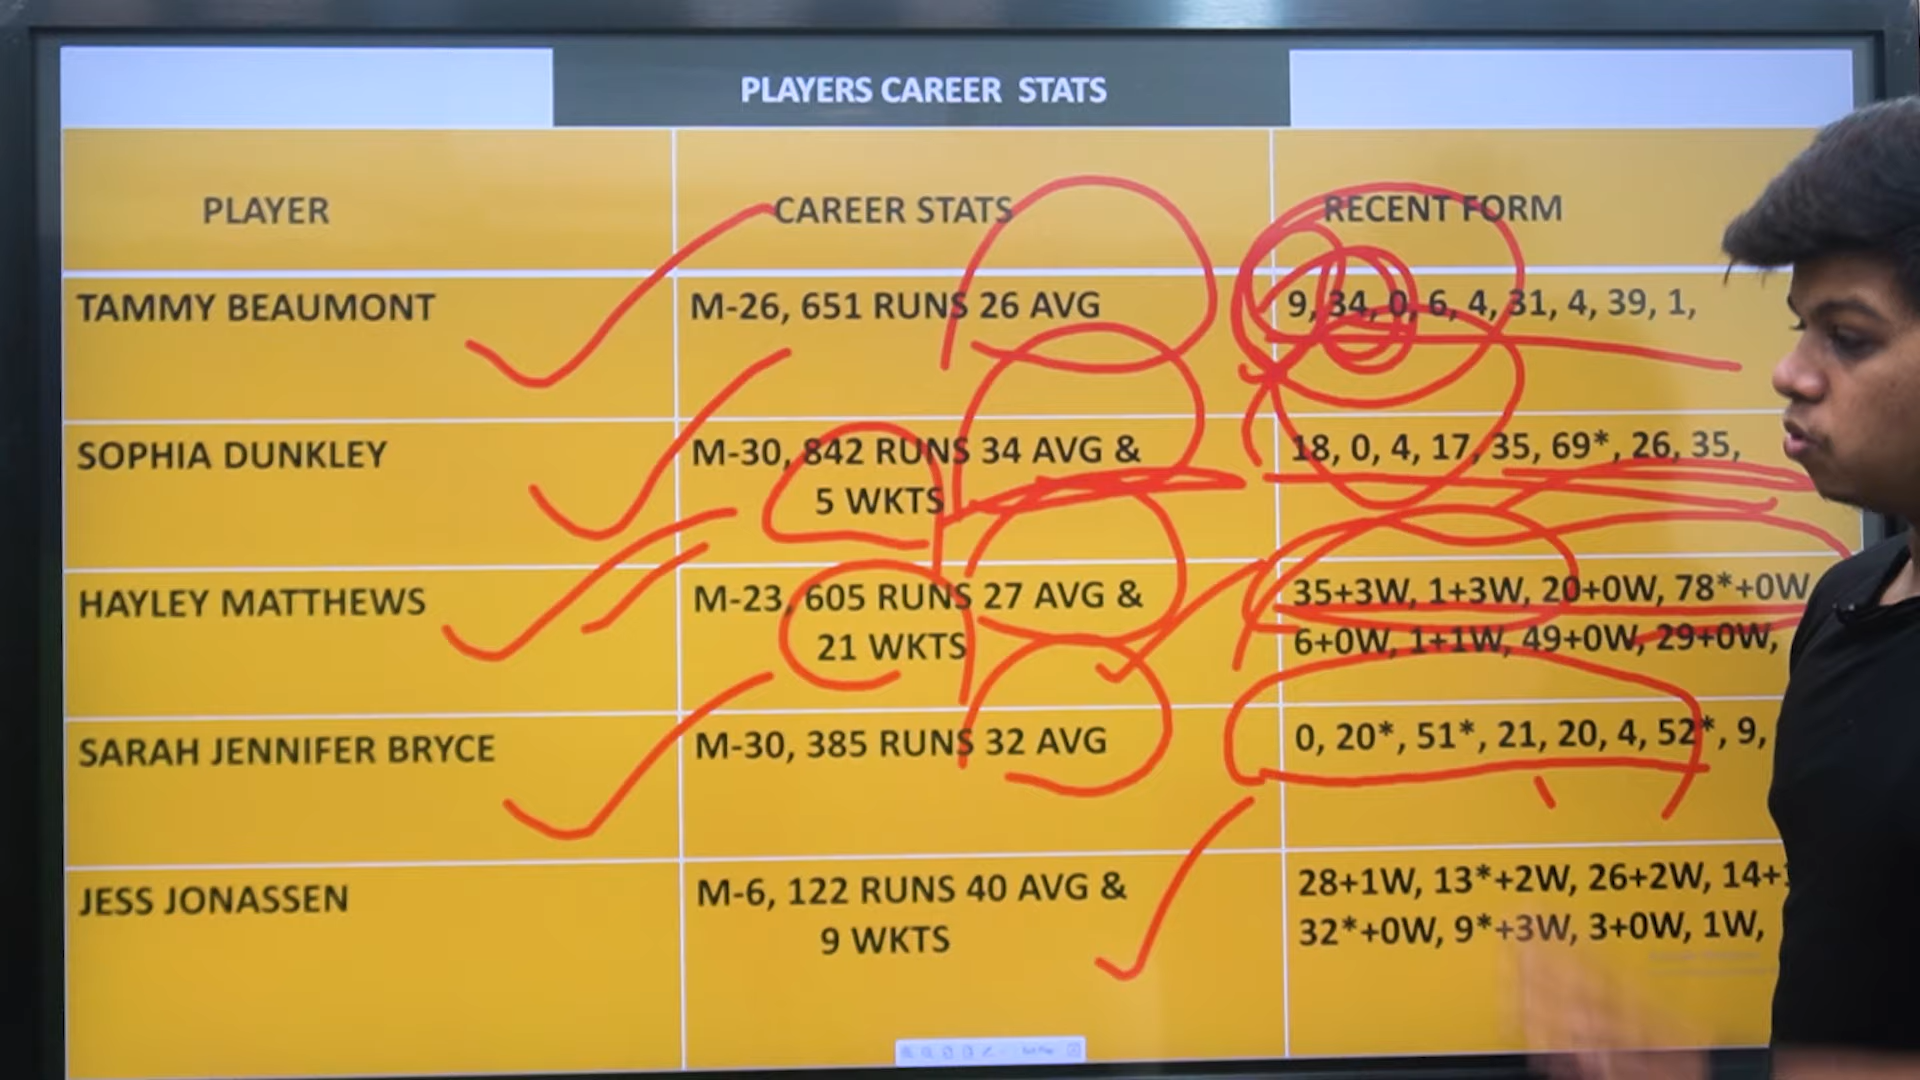 PLAYERS CAREER STATS
PLAYER CAREER STATS RECENT FORM
TAMMY BEAUMONT M-26, 651 RUNS 26 AVG 9, 34, 0, 6, 4, 31, 4, 39, 1,
SOPHIA DUNKLEY M-30, 842 RUNS 34 AVG & 18, 0, 4, 17, 35, 69*, 26, 35,
5 WKTS
HAYLEY MATTHEWS M-23, 605 RUNS 27 AVG & 35+3W, 1+3W, 20+0W, 78*+0W
21 WKTS 6+0W, 1+1W, 49+0W, 29+0W,
SARAH JENNIFER BRYCE M-30, 385 RUNS 32 AVG 0, 20*, 51*, 21, 20, 4, 52*, 9,
JESS JONASSEN M-6, 122 RUNS 40 AVG & 28+1W, 13*+2W, 26+2W,
9 WKTS 32*+0W, 9*+3W, 3+0W, 1W,